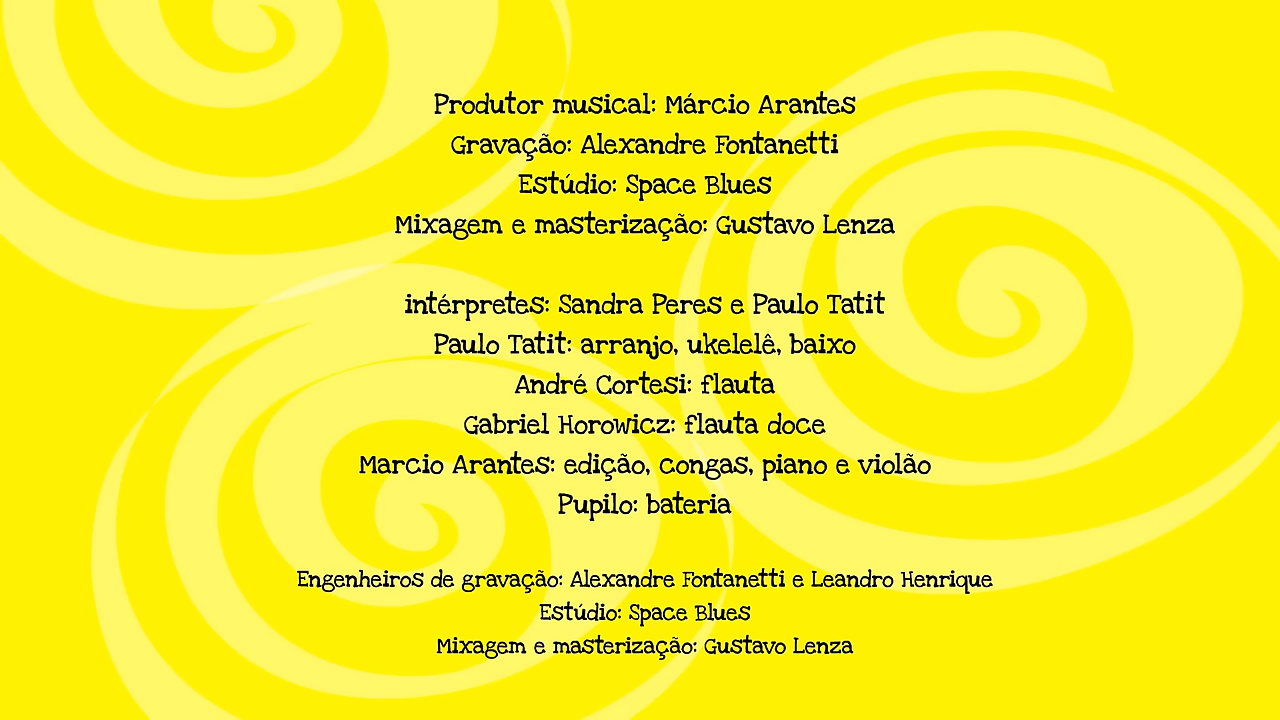 Produtor musical: Márcio Arantes
Gravação: Alexandre Fontanetti
Estúdio: Space Blues
Mixagem e masterização: Gustavo Lenza
intérpretes: Sandra Peres e Paulo Tatit
Paulo Tatit: arranjo, ukelelê, baixo
André Cortesi: flauta
Gabriel Horowicz: flauta doce
Marcio Arantes: edição, congas, piano e violão
Pupilo: bateria
Engenheiros de gravação: Alexandre Fontanetti e Leandro Henrique
Estúdio: Space Blues
Mixagem e masterização: Gustavo Lenza